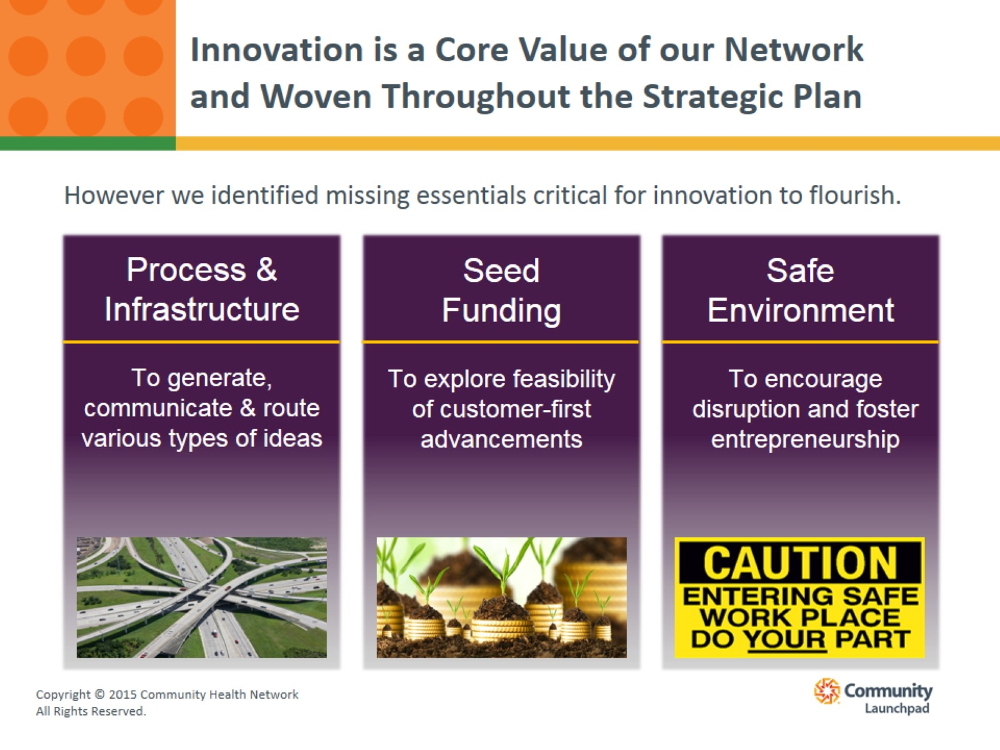 Innovation is a Core Value of our Network
and Woven Throughout the Strategic Plan
However we identified missing essentials critical for innovation to flourish.
Process &
Infrastructure
To generate,
communicate & route
various types of ideas
Seed
Funding
To explore feasibility
of customer-first
advancements
Safe
Environment
To encourage
disruption and foster
entrepreneurship
CAUTION
ENTERING SAFE
WORK PLACE
DO YOUR PART
Copyright © 2015 Community Health Network
All Rights Reserved.
Community
Launchpad